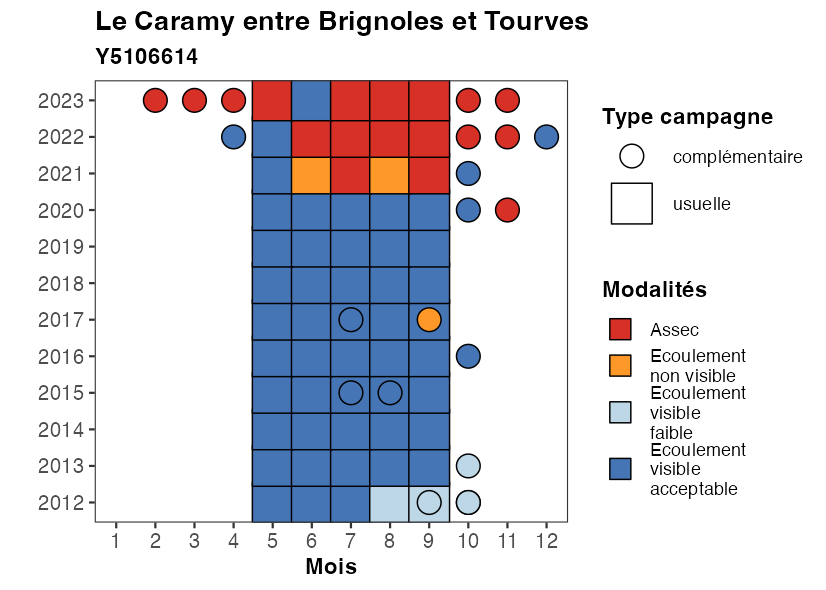 Le Caramy entre Brignoles et Tourves
Y5106614
2023
2022
2021
2020
2019
2018
2017
2016
2015
2014
2013
2012
1 2 3 4 5 6 7 8 9 10 11 12
Mois
Type campagne
complémentaire
usuelle
Modalités
Assec
Ecoulement
non visible
Ecoulement
visible
faible
Ecoulement
visible
acceptable